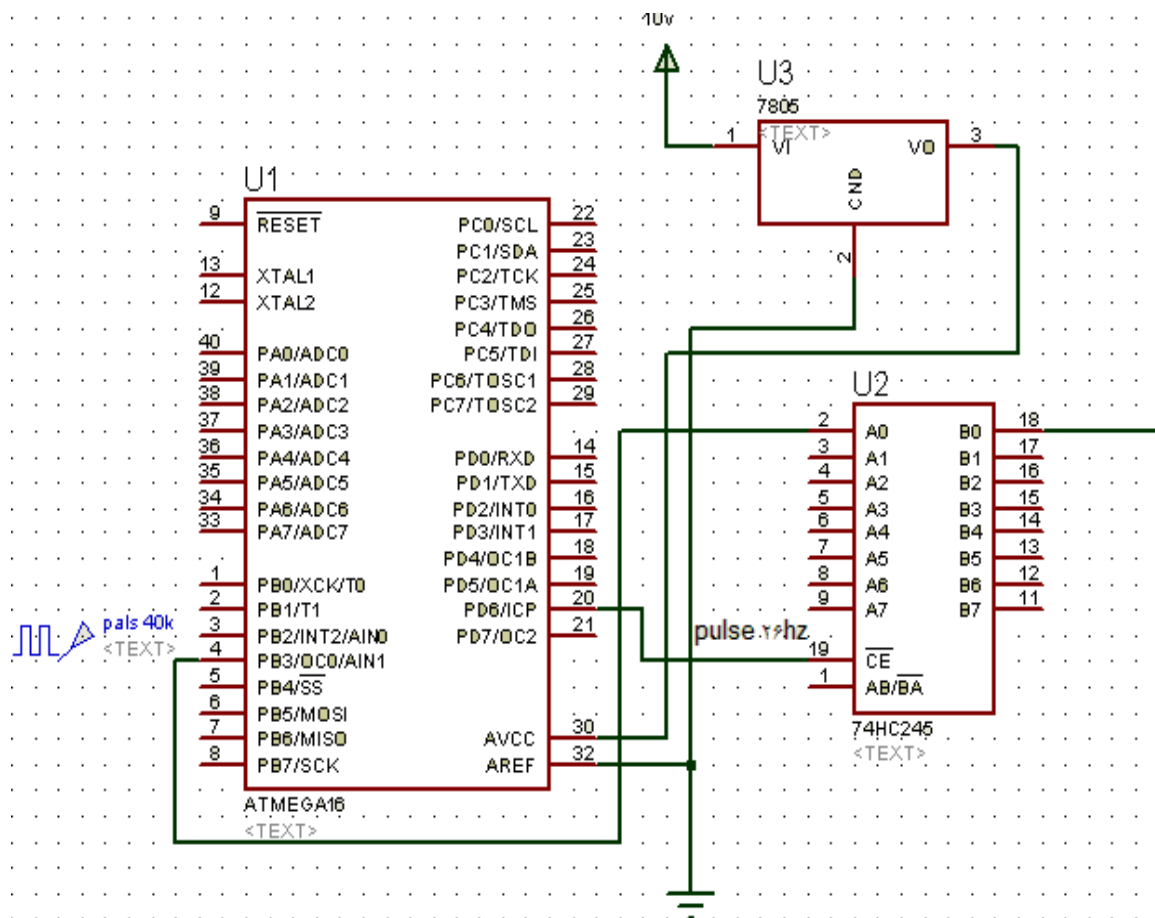 10v
U3
7805
<TEXT>
1
VI
VO
3
GND
2
U1
9
RESET
PC0/SCL
22
PC1/SDA
23
13
XTAL1
PC2/TCK
24
12
XTAL2
PC3/TMS
25
PC4/TDO
26
40
PA0/ADC0
PC5/TDI
27
39
PA1/ADC1
PC6/TOSC1
28
38
PA2/ADC2
PC7/TOSC2
29
37
PA3/ADC3
36
PA4/ADC4
PD0/RXD
14
35
PA5/ADC5
PD1/TXD
15
34
PA6/ADC6
PD2/INT0
16
33
PA7/ADC7
PD3/INT1
17
PD4/OC1B
18
1
PB0/XCK/T0
PD5/OC1A
19
2
PB1/T1
PD6/ICP
20
3
PB2/INT2/AIN0
PD7/OC2
21
4
PB3/OC0/AIN1
5
PB4/SS
6
PB5/MOSI
7
PB6/MISO
AVCC
30
8
PB7/SCK
AREF
32
ATMEGA16
<TEXT>
pals 40k
<TEXT>
pulse .۲۶hz
U2
2
A0
B0
18
3
A1
B1
17
4
A2
B2
16
5
A3
B3
15
6
A4
B4
14
7
A5
B5
13
8
A6
B6
12
9
A7
B7
11
19
CE
1
AB/BA
74HC245
<TEXT>